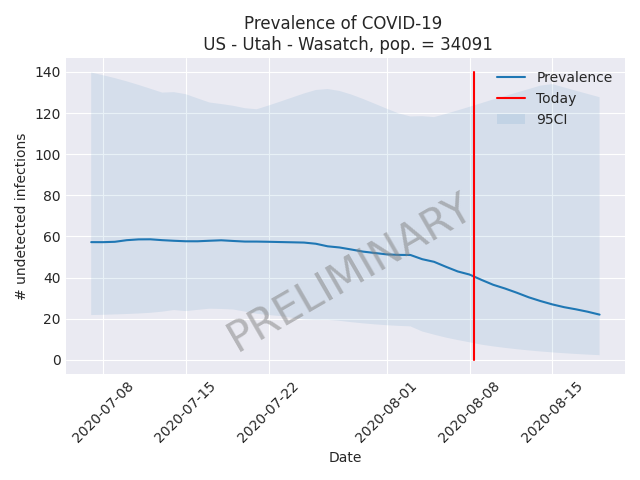 Prevalence of COVID-19
US - Utah - Wasatch, pop. = 34091
140
120
100
80
60
40
20
0
# undetected infections
Prevalence
Today
95CI
PRELIMINARY
2020-07-08
2020-07-15
2020-07-22
2020-08-01
2020-08-08
2020-08-15
Date